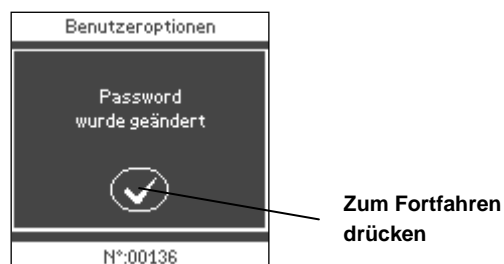 Benutzeroptionen
Password
wurde geändert
Zum Fortfahren
drücken
N°:00136